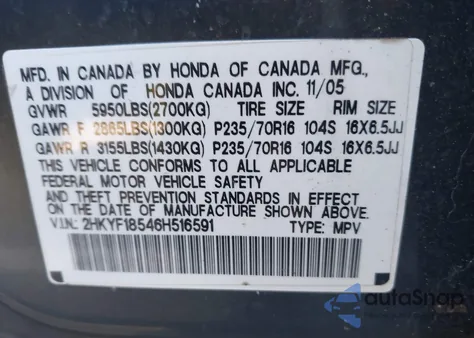 MFD. IN CANADA BY HONDA OF CANADA MFG.,
A DIVISION OF HONDA CANADA INC. 11/05
GVWR 5950LBS(2700KG) TIRE SIZE RIM SIZE
GAWR F 2865LBS(1300KG) P235/70R16 104S 16X6.5JJ
GAWR R 3155LBS(1430KG) P235/70R16 104S 16X6.5JJ
THIS VEHICLE CONFORMS TO ALL APPLICABLE
FEDERAL MOTOR VEHICLE SAFETY
AND THEFT PREVENTION STANDARDS IN EFFECT
ON THE DATE OF MANUFACTURE SHOWN ABOVE.
V.I.N.: 2HKYF18546H516591 TYPE: MPV
autoSnap